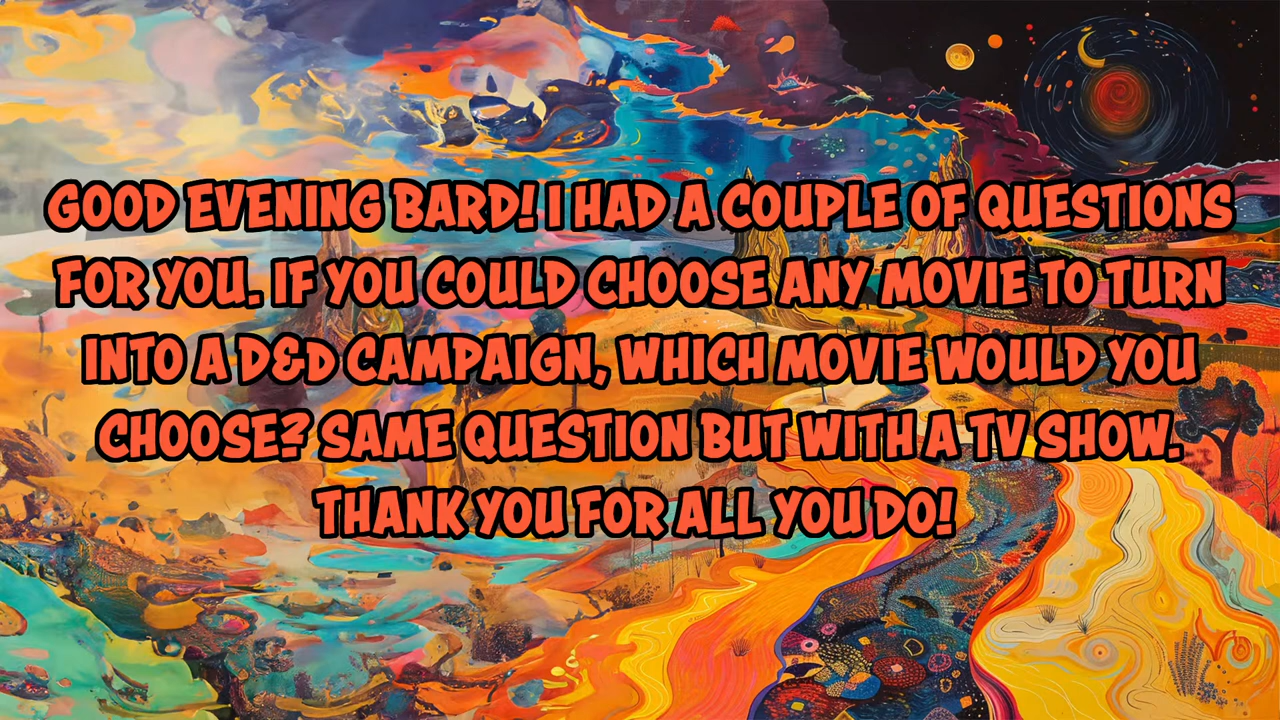 GOOD EVENING BARD! I HAD A COUPLE OF QUESTIONS
FOR YOU. IF YOU COULD CHOOSE ANY MOVIE TO TURN
INTO A D&D CAMPAIGN, WHICH MOVIE WOULD YOU
CHOOSE? SAME QUESTION BUT WITH A TV SHOW.
THANK YOU FOR ALL YOU DO!